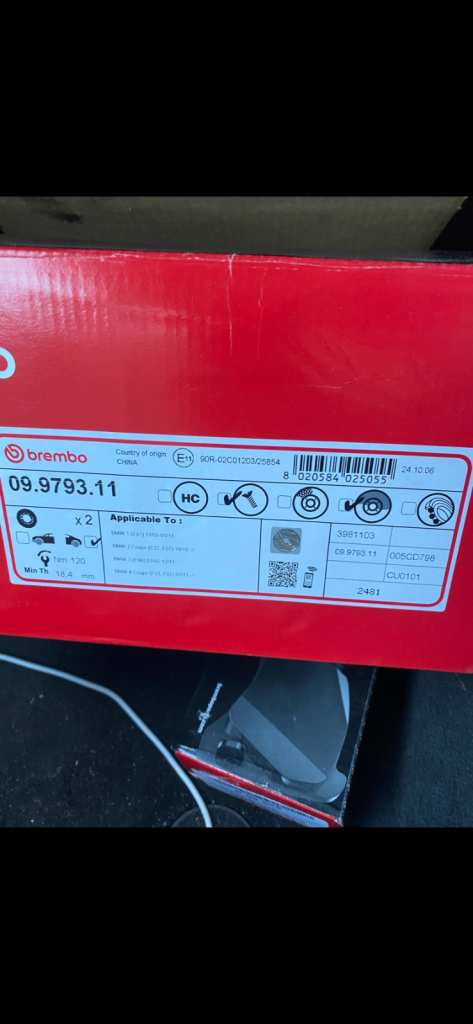 brembo
Country of origin
CHINA
E11
90R-02C01203/25854
8 020584 025055
24.10.06
09.9793.11
HC
x 2
Applicable To :
Nm 120
Min Th 18,4 mm
3981103
09.9793.11 005CD798
CU0101
2481